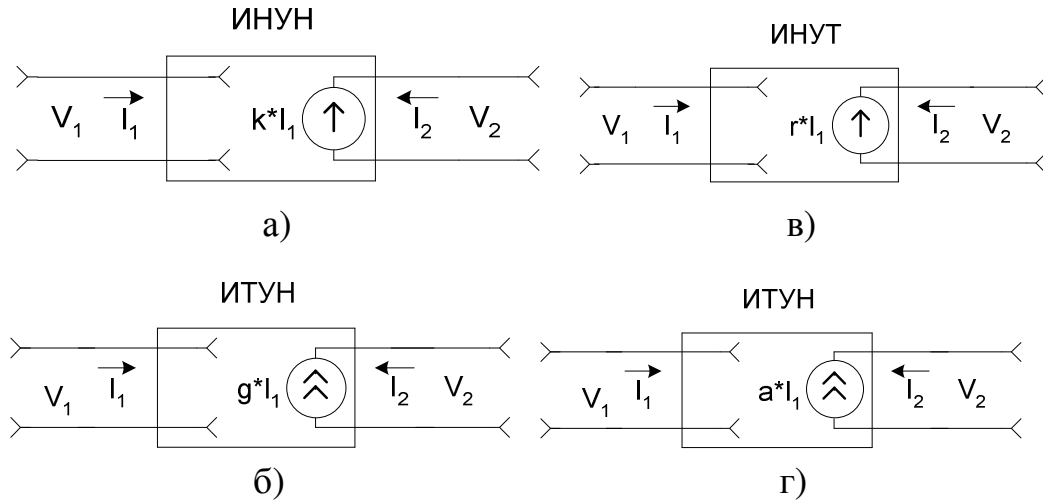 ИНУН
V₁ I₁ k*I₁ I₂ V₂
а)
ИНУТ
V₁ I₁ r*I₁ I₂ V₂
в)
ИТУН
V₁ I₁ g*I₁ I₂ V₂
б)
ИТУН
V₁ I₁ a*I₁ I₂ V₂
г)